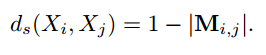 d_s(X_i, X_j) = 1 − |𝐌_{i,j}|.